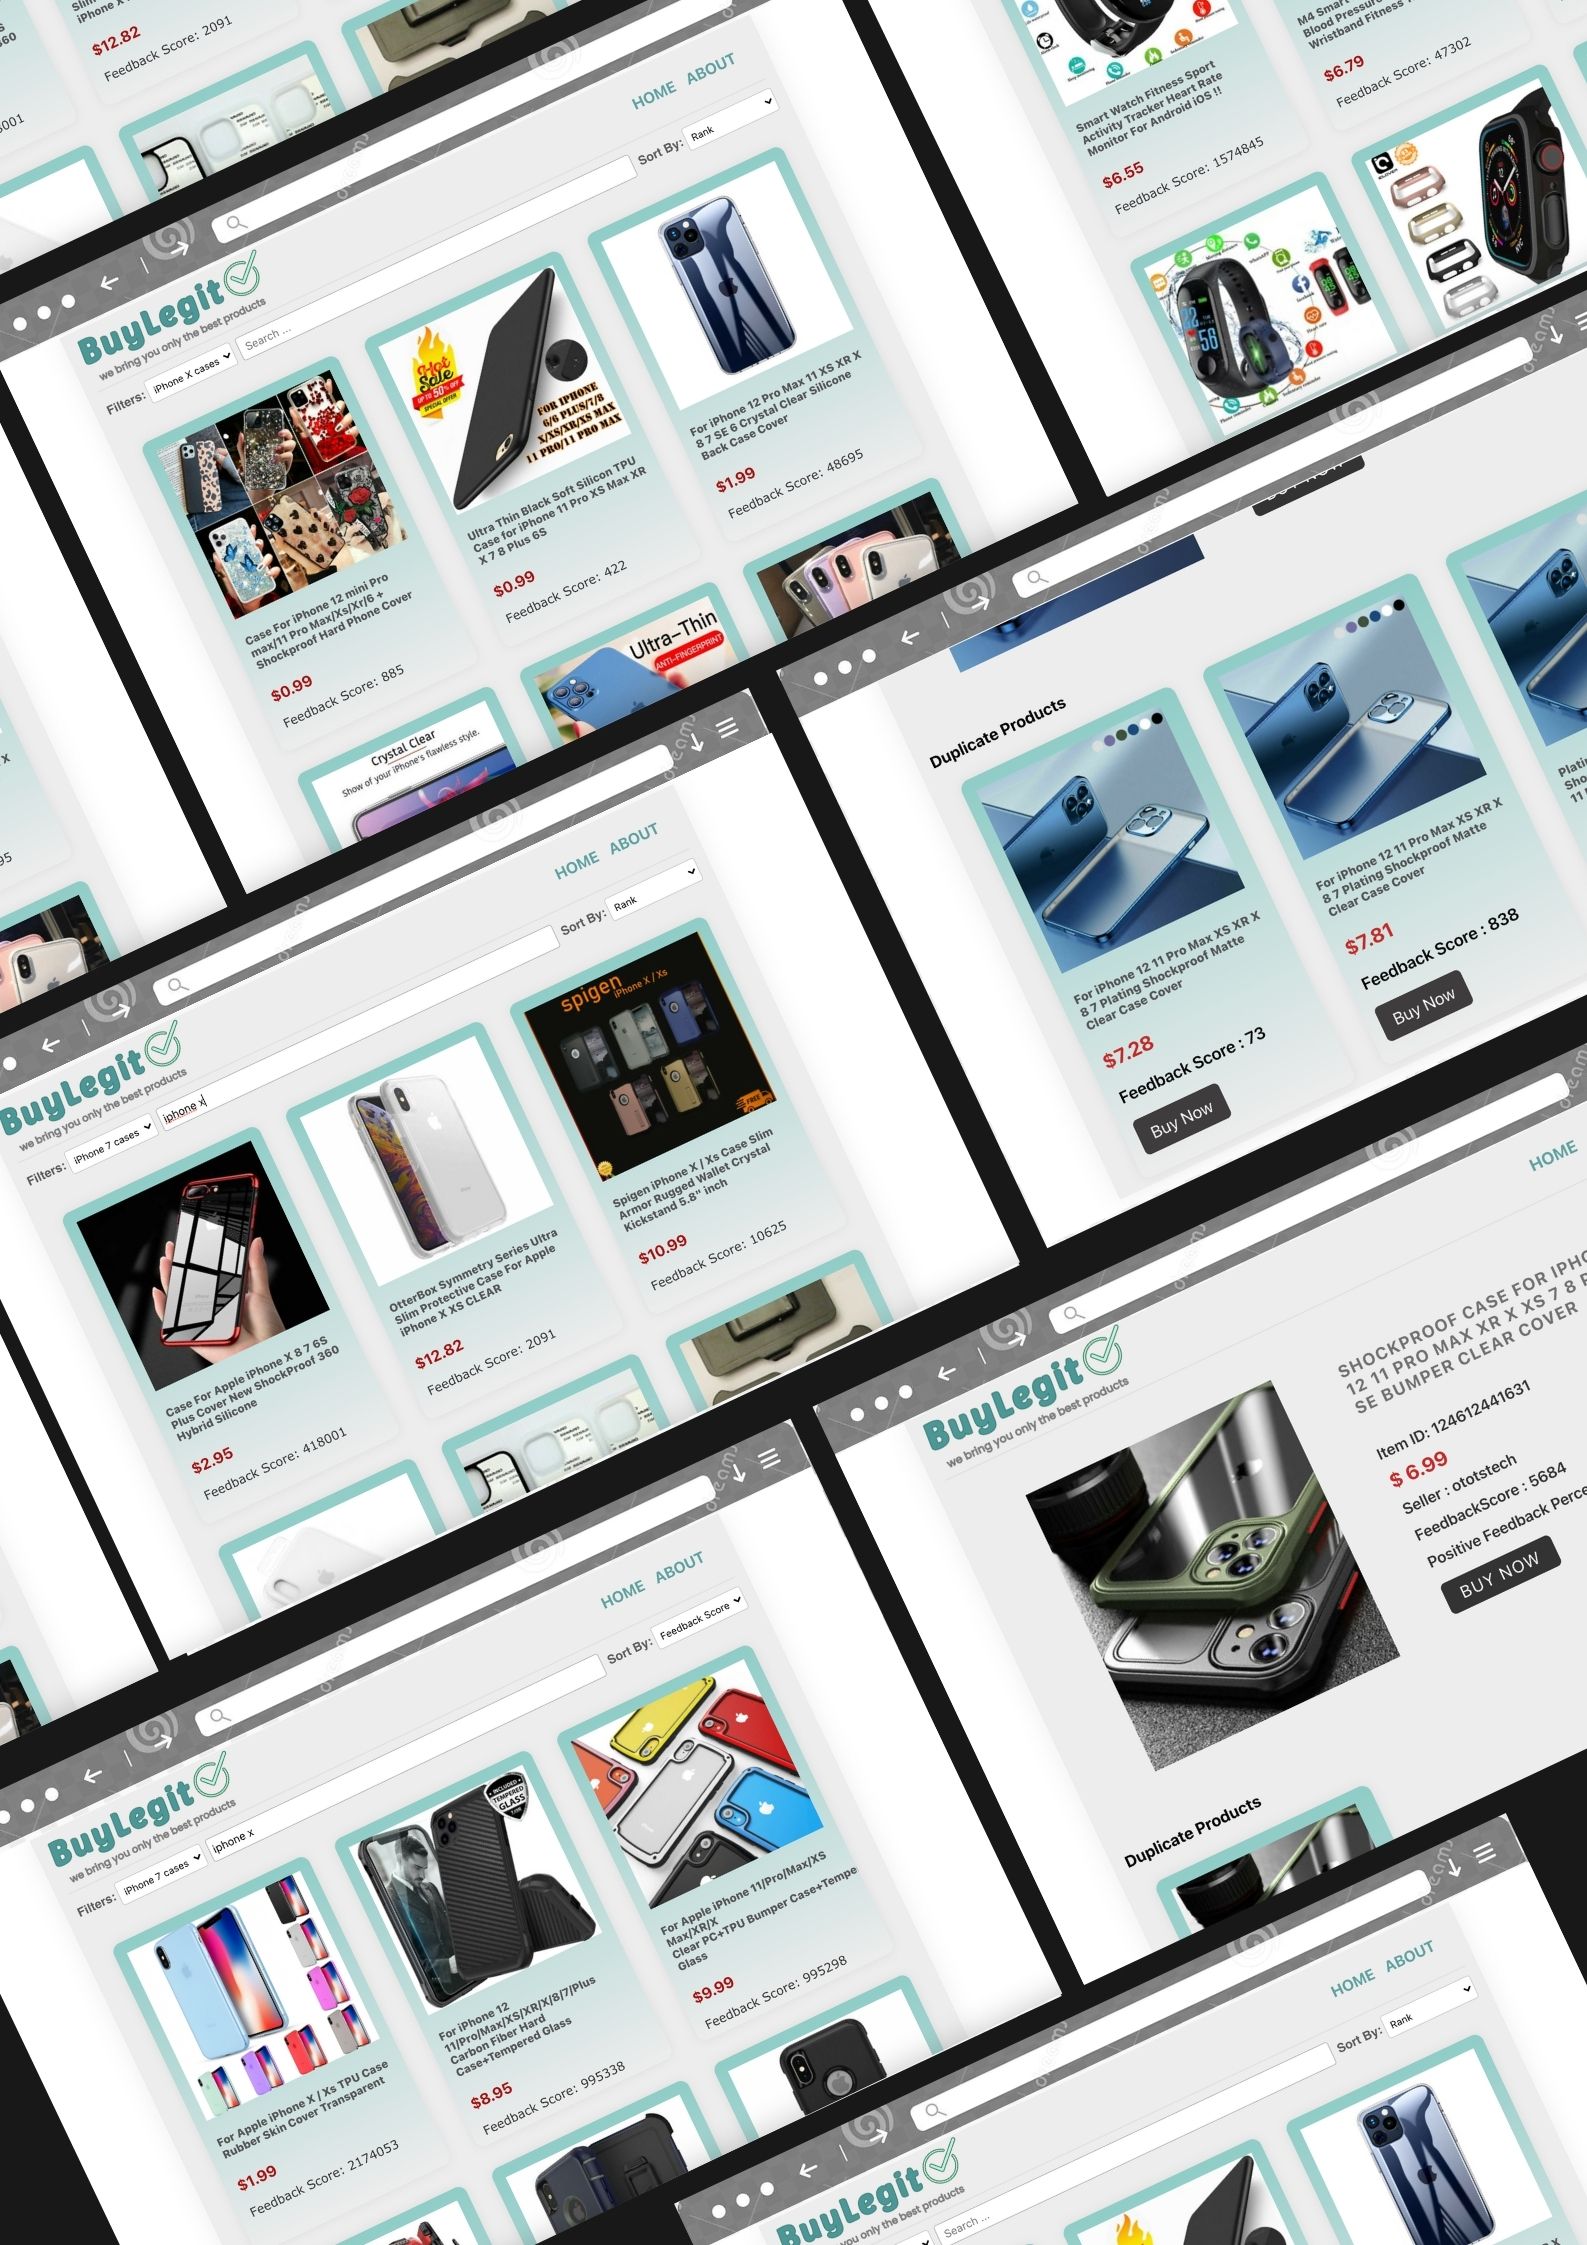 $12.82
Feedback Score: 2091
HOME ABOUT
Sort By: Rank
BuyLegit
we bring you only the best products
Filters: iPhone X cases
Search ...
Case For iPhone 12 mini Pro
max/11 Pro Max/Xs/Xr/6 +
Shockproof Hard Phone Cover
$0.99
Feedback Score: 885
Hot
Sale
UP TO 50% OFF
SPECIAL OFFER
FOR IPHONE
6/6 PLUS/7/8
X/XS/XR/XS MAX
11 PRO/11 PRO MAX
Ultra Thin Black Soft Silicon TPU
Case for iPhone 11 Pro XS Max XR
X 7 8 Plus 6S
$0.99
Feedback Score: 422
For iPhone 12 Pro Max 11 XS XR X
8 7 SE 6 Crystal Clear Silicone
Back Case Cover
$1.99
Feedback Score: 48695
Crystal Clear
Show of your iPhone's flawless style.
Ultra-Thin
ANTI-FINGERPRINT
Smart Watch Fitness Sport
Activity Tracker Heart Rate
Monitor For Android iOS !!
$6.55
Feedback Score: 1574845
M4 Smart
Blood Pressure
Wristband Fitness
$6.79
Feedback Score: 47302
Duplicate Products
For iPhone 12 11 Pro Max XS XR X
8 7 Plating Shockproof Matte
Clear Case Cover
$7.28
Feedback Score : 73
Buy Now
For iPhone 12 11 Pro Max XS XR X
8 7 Plating Shockproof Matte
Clear Case Cover
$7.81
Feedback Score : 838
Buy Now
HOME ABOUT
Sort By: Rank
BuyLegit
we bring you only the best products
Filters: iPhone 7 cases
iphone x
Case For Apple iPhone X 8 7 6S
Plus Cover New ShockProof 360
Hybrid Silicone
$2.95
Feedback Score: 418001
OtterBox Symmetry Series Ultra
Slim Protective Case For Apple
iPhone X XS CLEAR
$12.82
Feedback Score: 2091
spigen
iPhone X / Xs
FREE
Spigen iPhone X / Xs Case Slim
Armor Rugged Wallet Crystal
Kickstand 5.8" inch
$10.99
Feedback Score: 10625
HOME
BuyLegit
we bring you only the best products
SHOCKPROOF CASE FOR IPHO
12 11 PRO MAX XR X XS 7 8 P
SE BUMPER CLEAR COVER
Item ID: 124612441631
$ 6.99
Seller : ototstech
FeedbackScore : 5684
Positive Feedback Perce
BUY NOW
Duplicate Products
HOME ABOUT
Sort By: Feedback Score
BuyLegit
we bring you only the best products
Filters: iPhone 7 cases
iphone x
For Apple iPhone X / Xs TPU Case
Rubber Skin Cover Transparent
$1.99
Feedback Score: 2174053
INCLUDED
TEMPERED
GLASS
For iPhone 12
11/Pro/Max/XS/XR/X/8/7/Plus
Carbon Fiber Hard
Case+Tempered Glass
$8.95
Feedback Score: 995338
For Apple iPhone 11/Pro/Max/XS
Max/XR/X
Clear PC+TPU Bumper Case+Tempe
Glass
$9.99
Feedback Score: 995298
HOME ABOUT
Sort By: Rank
BuyLegit
you only the best products
Search ...